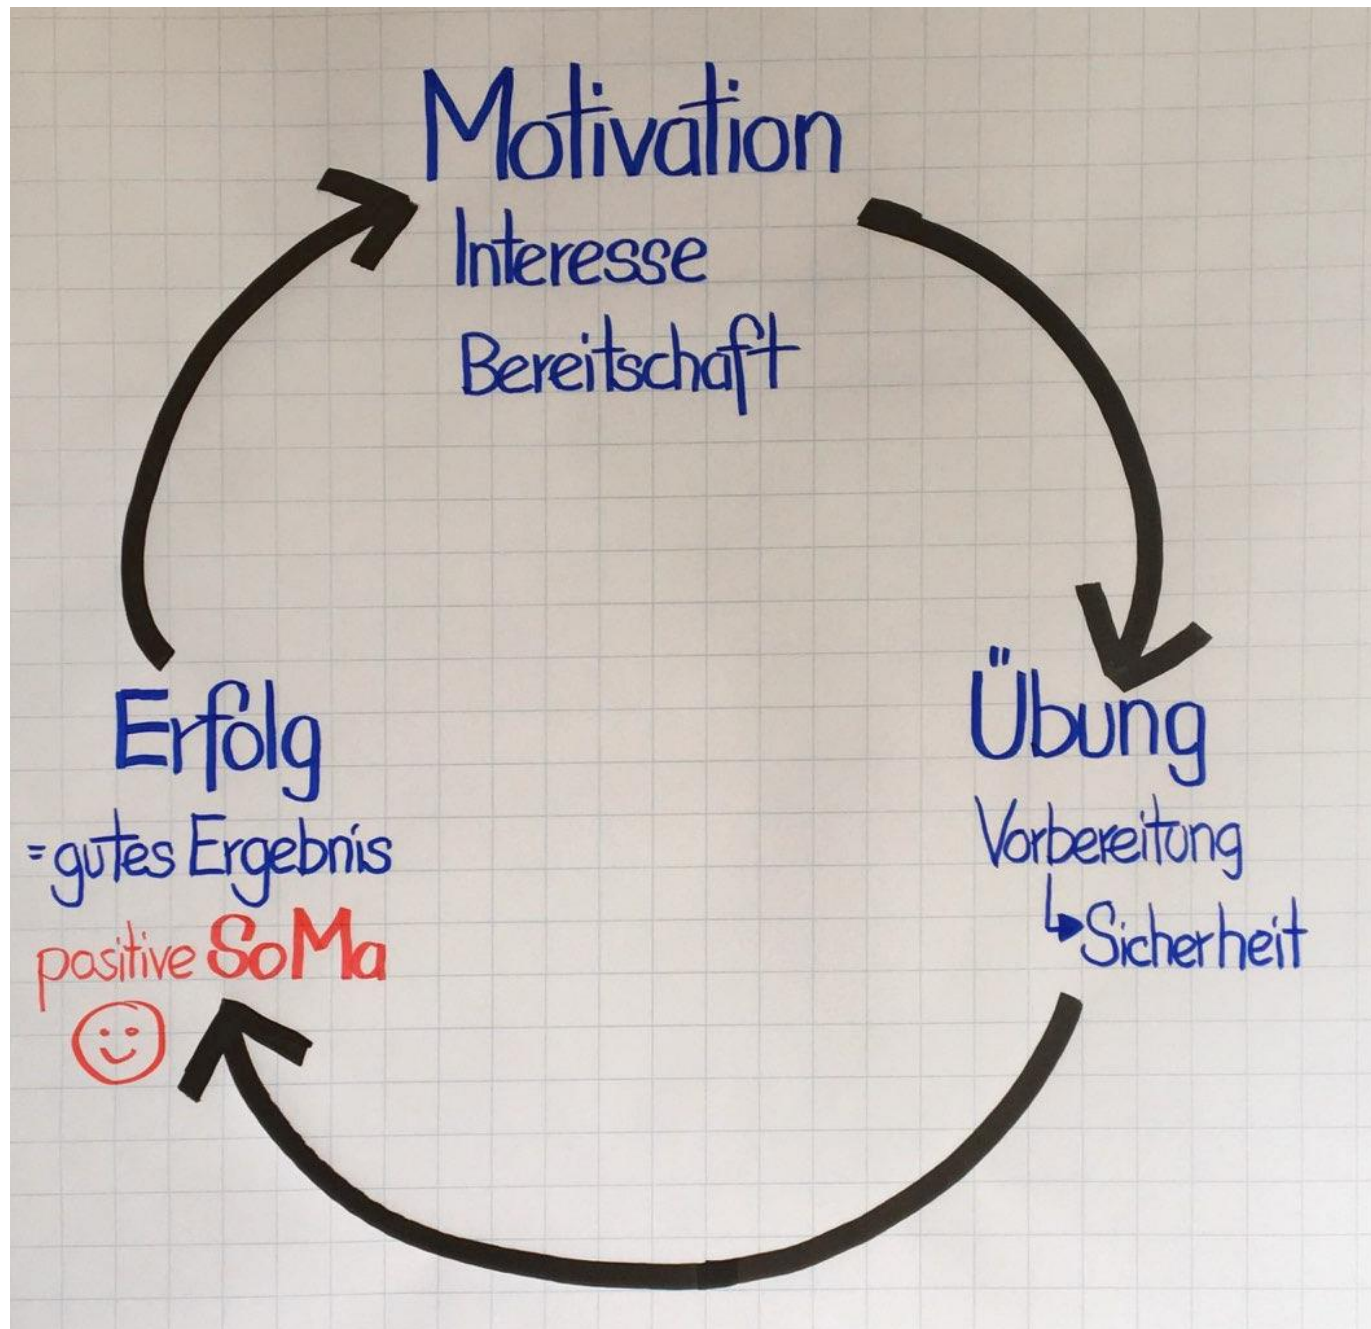 Motivation
Interesse
Bereitschaft
Übung
Vorbereitung
Sicherheit
Erfolg
= gutes Ergebnis
positive SoMa